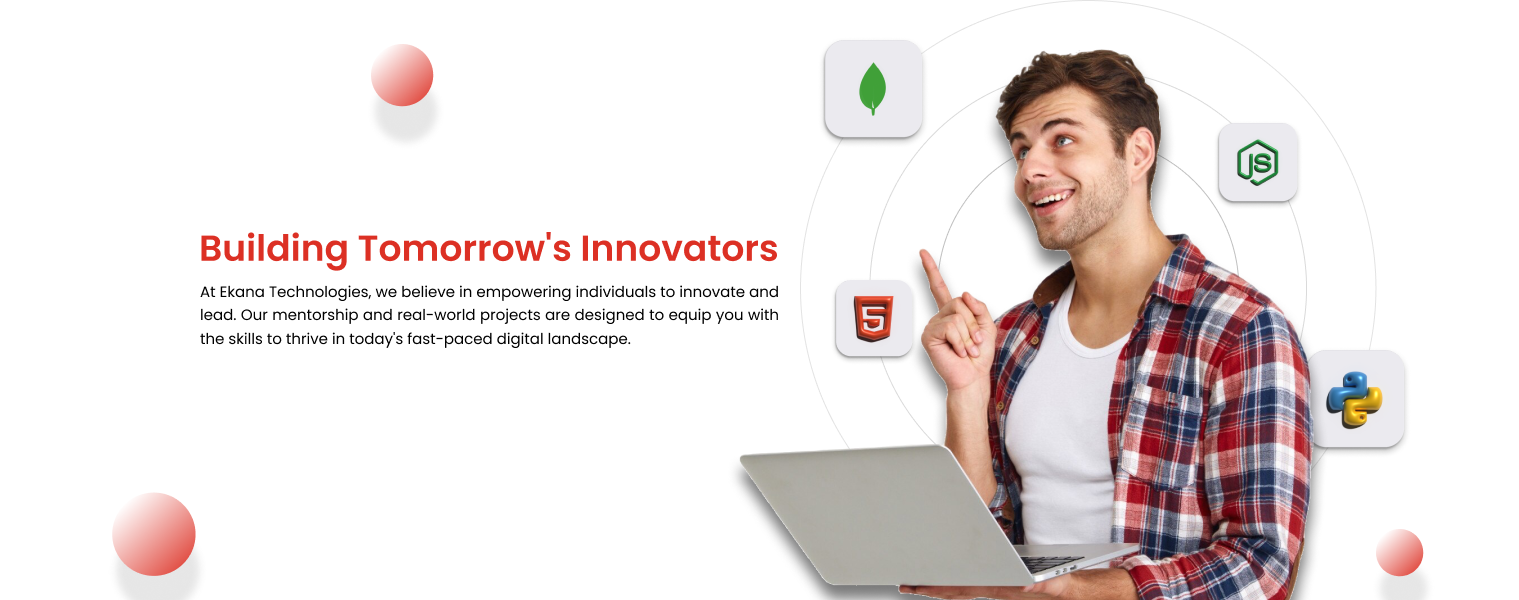 Building Tomorrow's Innovators
At Ekana Technologies, we believe in empowering individuals to innovate and
lead. Our mentorship and real-world projects are designed to equip you with
the skills to thrive in today's fast-paced digital landscape.
JS
5